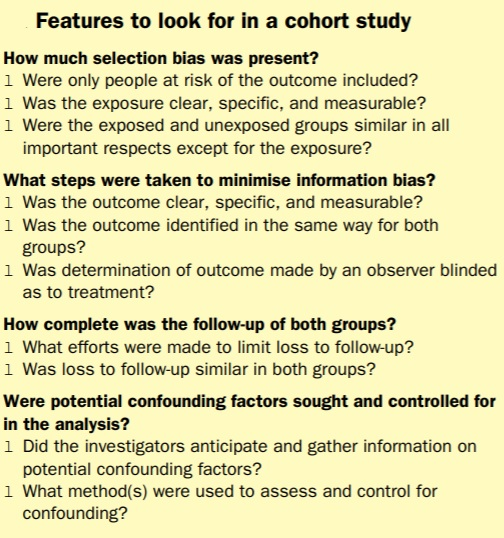 Features to look for in a cohort study
How much selection bias was present?
l Were only people at risk of the outcome included?
l Was the exposure clear, specific, and measurable?
l Were the exposed and unexposed groups similar in all
important respects except for the exposure?
What steps were taken to minimise information bias?
l Was the outcome clear, specific, and measurable?
l Was the outcome identified in the same way for both
groups?
l Was determination of outcome made by an observer blinded
as to treatment?
How complete was the follow-up of both groups?
l What efforts were made to limit loss to follow-up?
l Was loss to follow-up similar in both groups?
Were potential confounding factors sought and controlled for
in the analysis?
l Did the investigators anticipate and gather information on
potential confounding factors?
l What method(s) were used to assess and control for
confounding?